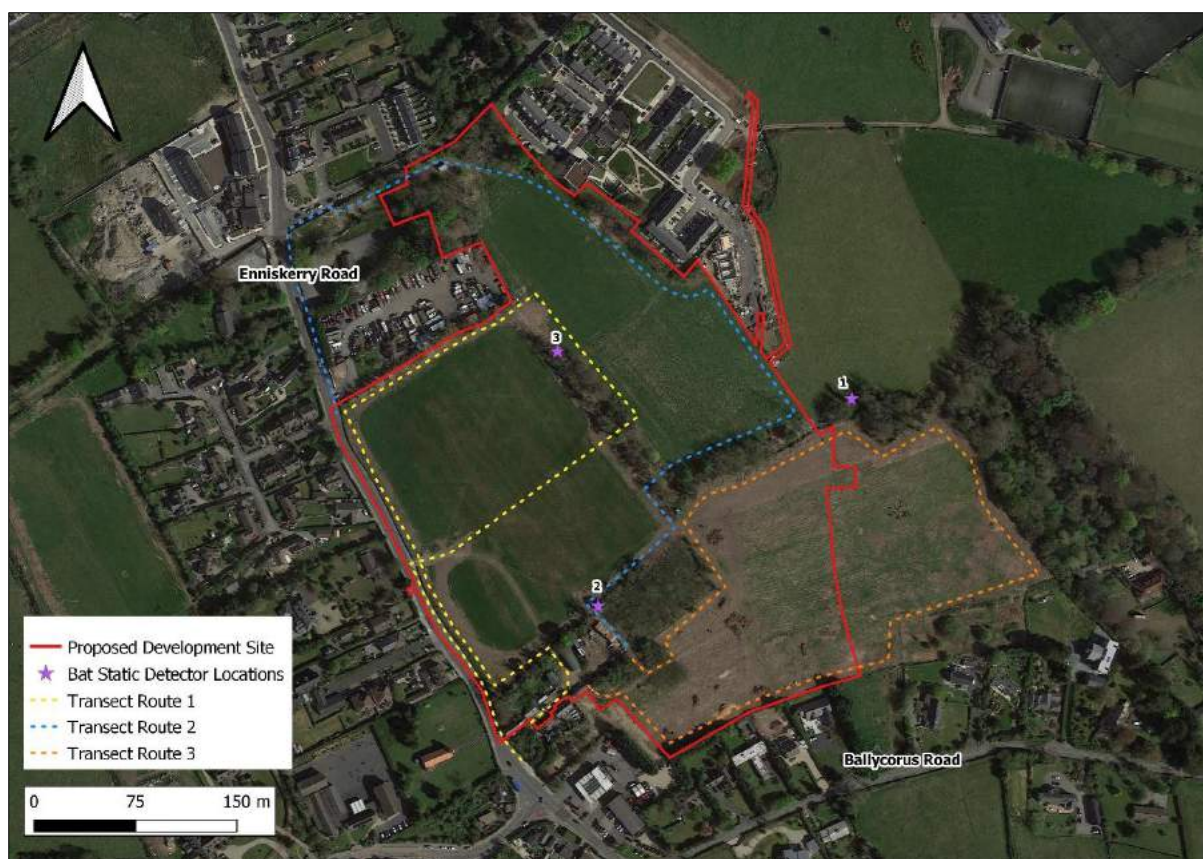 Enniskerry Road
3
1
2
Ballycorus Road
Proposed Development Site
Bat Static Detector Locations
Transect Route 1
Transect Route 2
Transect Route 3
0 75 150 m